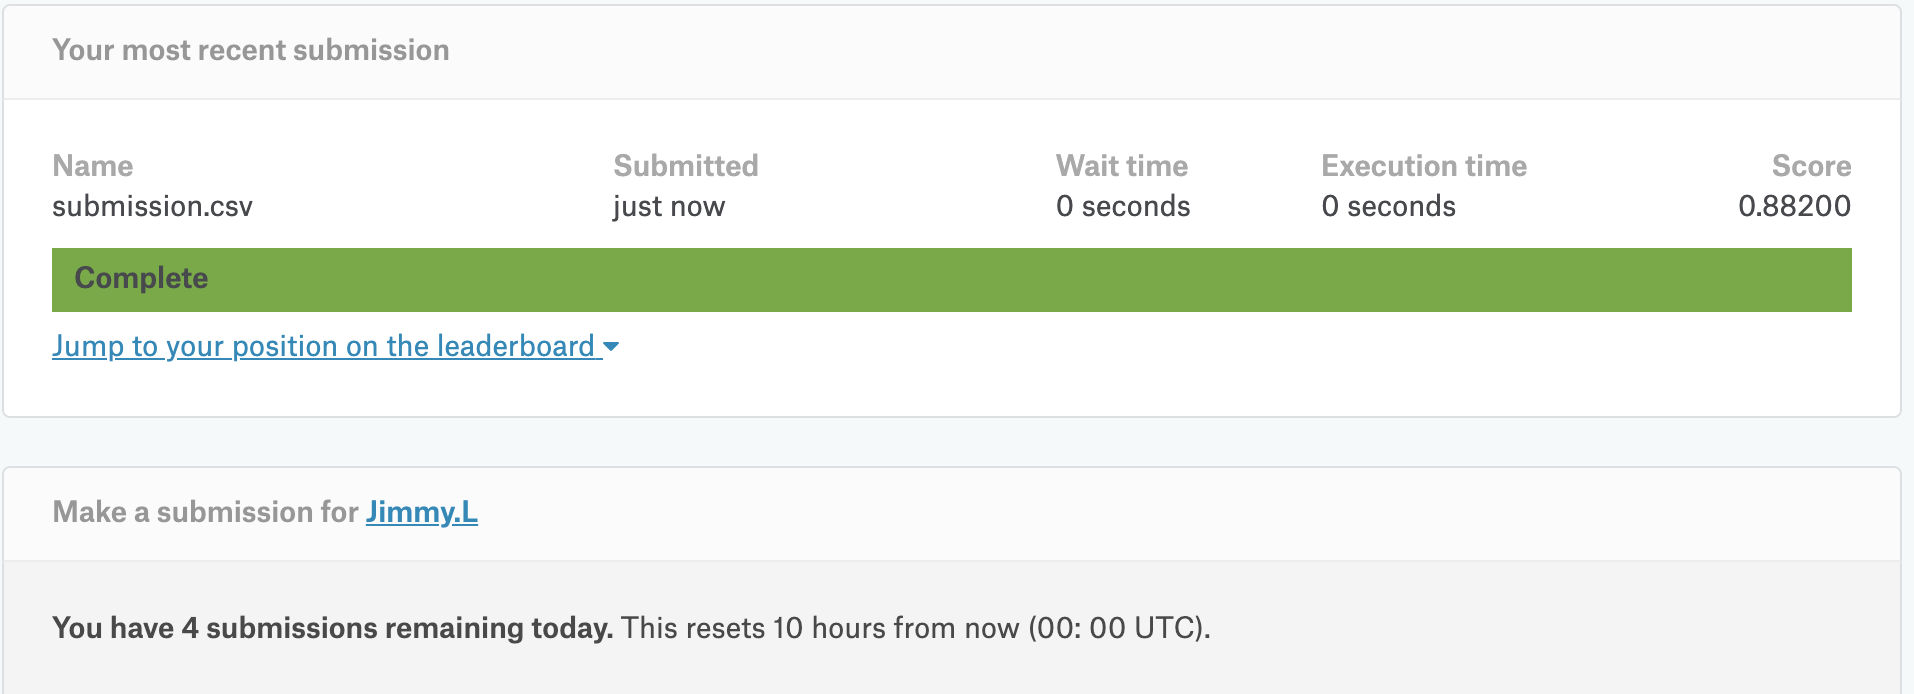 Your most recent submission
Name Submitted Wait time Execution time Score
submission.csv just now 0 seconds 0 seconds 0.88200
Complete
Jump to your position on the leaderboard
Make a submission for Jimmy.L
You have 4 submissions remaining today. This resets 10 hours from now (00: 00 UTC).